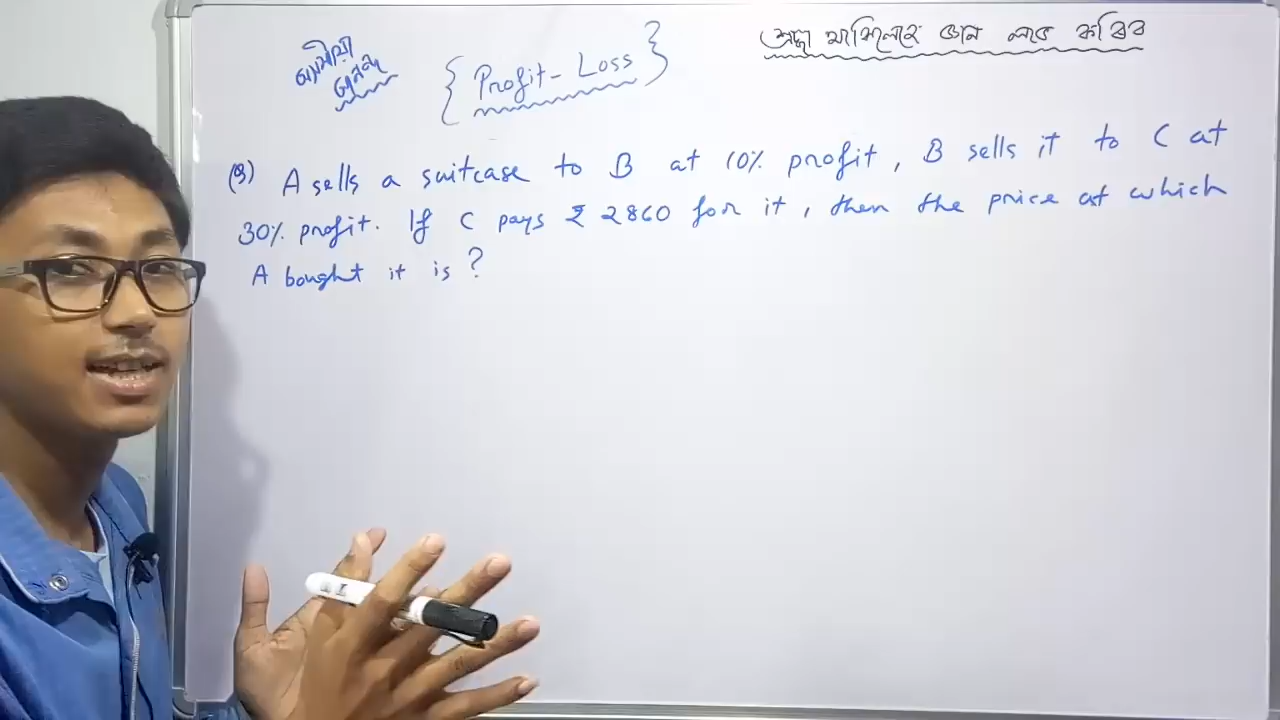 { Profit - Loss }
(Q) A sells a suitcase to B at 10% profit, B sells it to C at
30% profit. If C pays ₹ 2860 for it, then the price at which
A bought it is ?